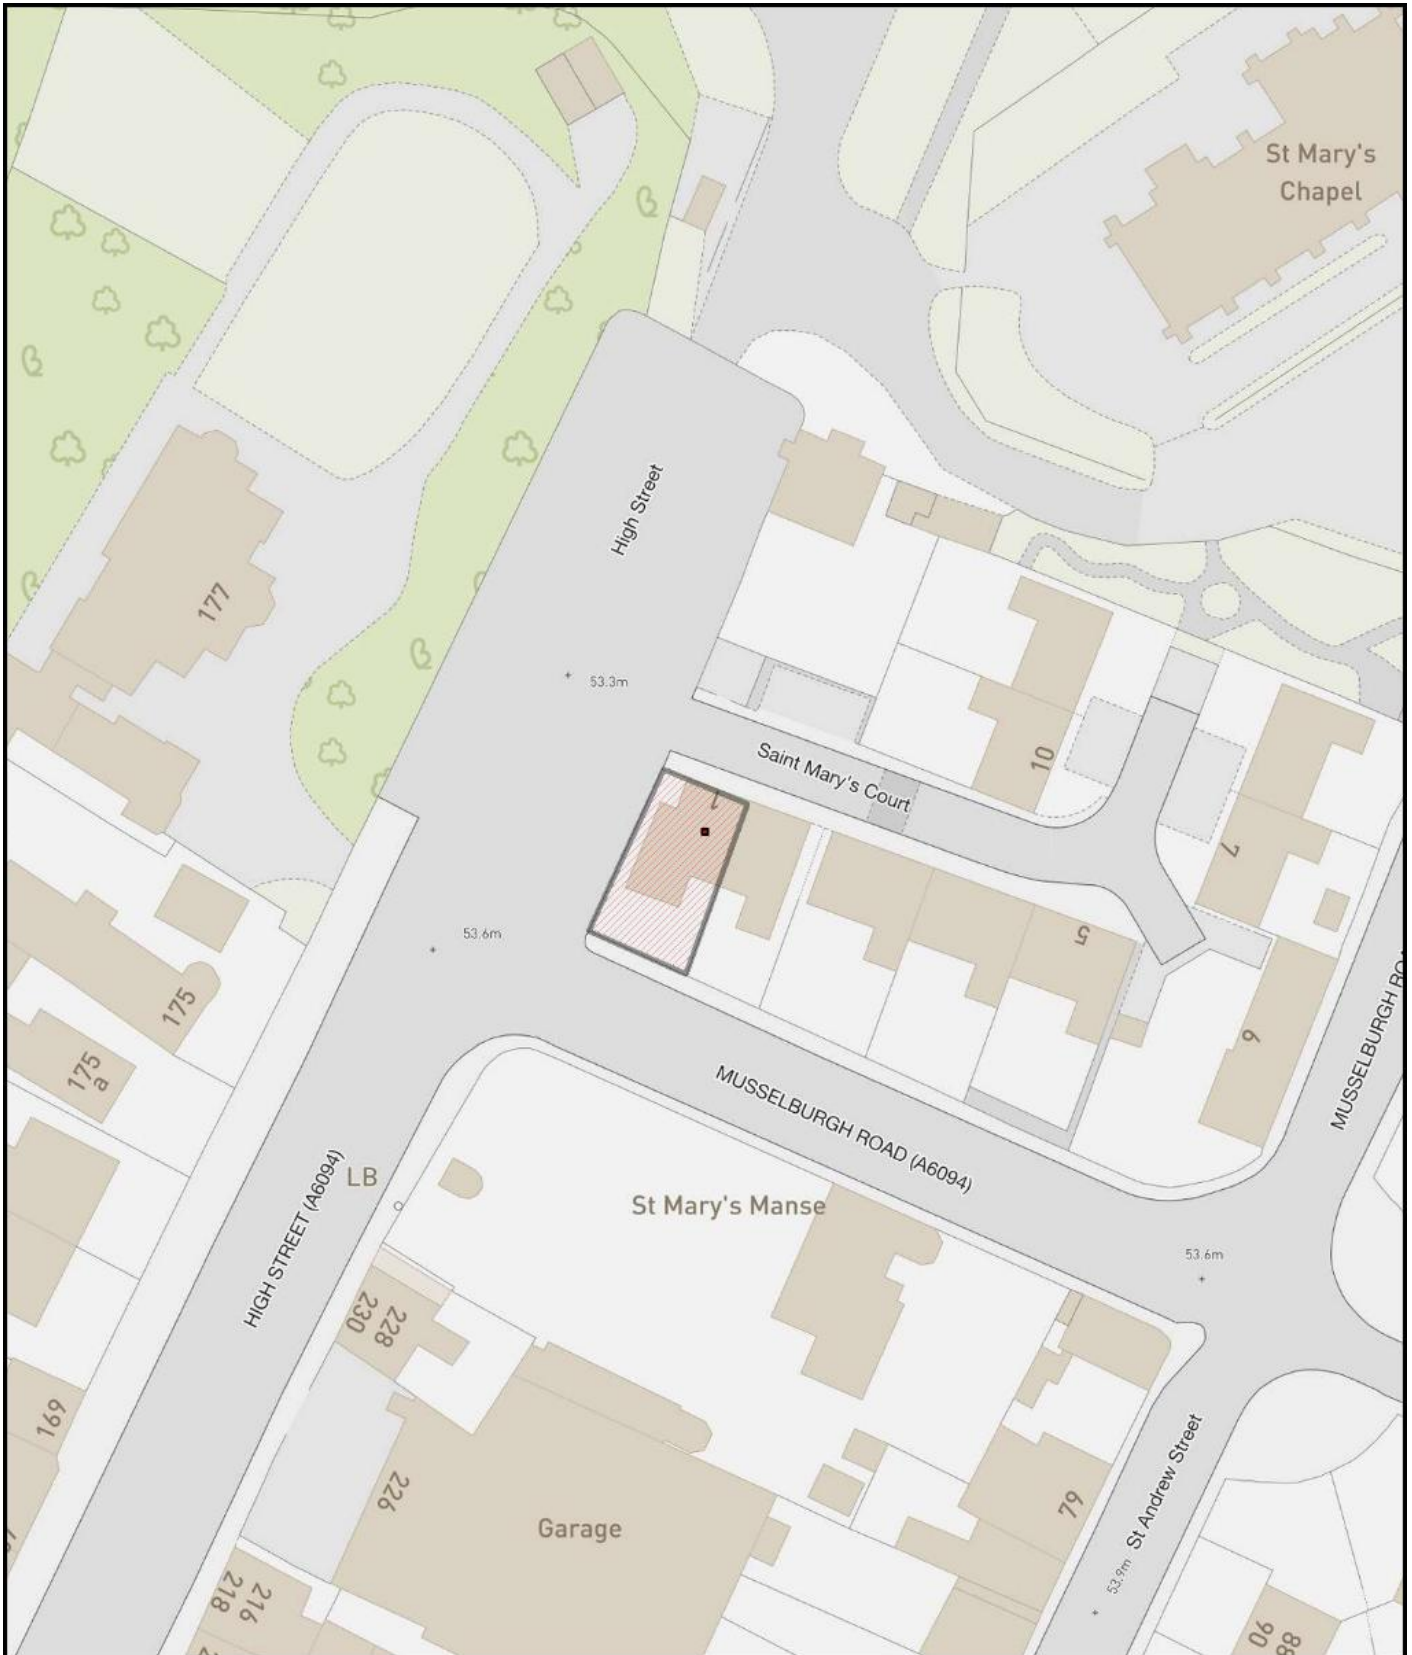 St Mary's
Chapel
High Street
177
53.3m
10
Saint Mary's Court
1
7
53.6m
5
175
175
a
6
MUSSELBURGH ROAD (A6094)
LB
St Mary's Manse
HIGH STREET (A6094)
53.6m
230
228
169
226
79
St Andrew Street
Garage
53.9m
218
216
90
88